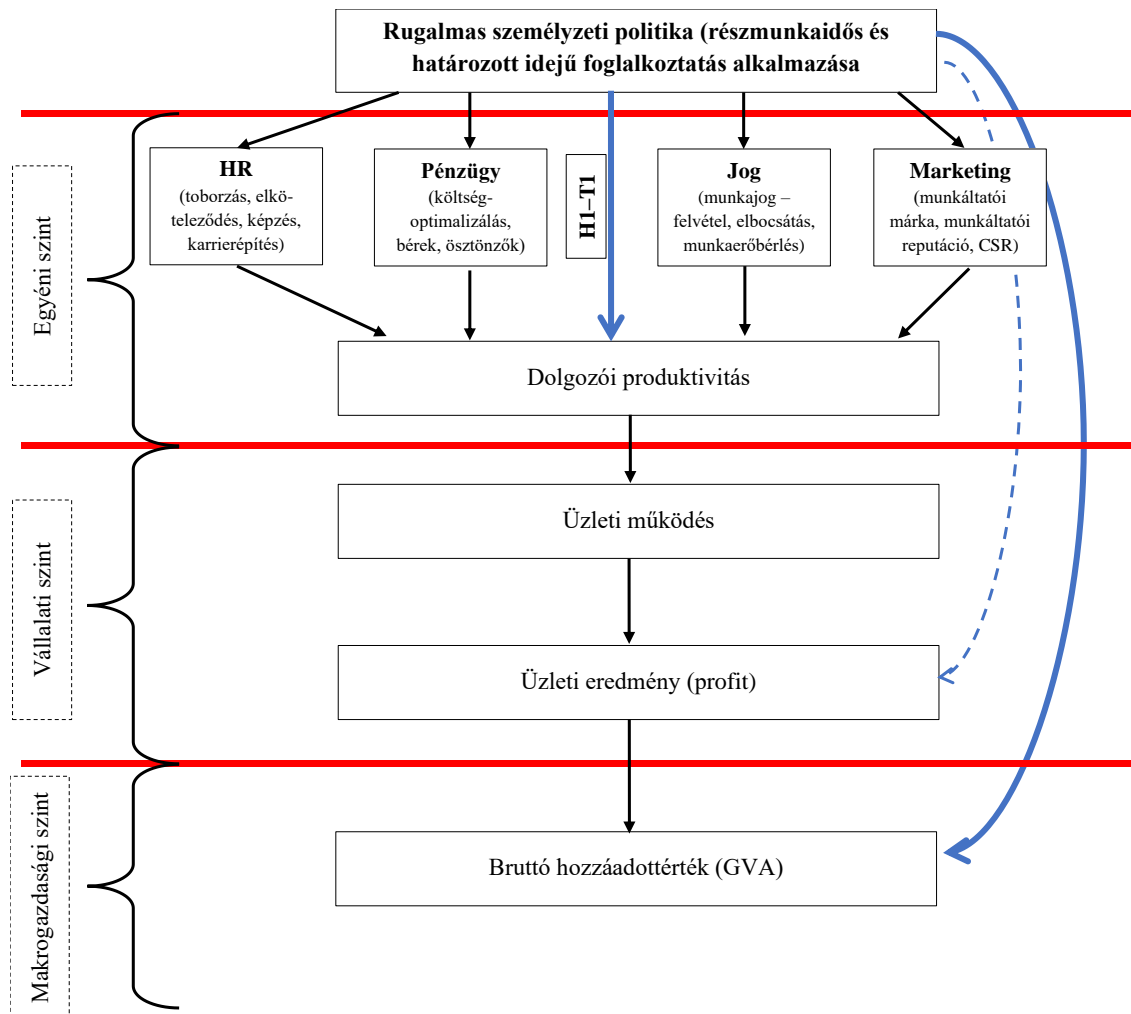 Rugalmas személyzeti politika (részmunkaidős és
határozott idejű foglalkoztatás alkalmazása
Egyéni szint
HR
(toborzás, elkö-
teleződés, képzés,
karrierépítés)
Pénzügy
(költség-
optimalizálás,
bérek, ösztönzők)
H1–T1
Jog
(munkajog –
felvétel, elbocsátás,
munkaerőbérlés)
Marketing
(munkáltatói
márka, munkáltatói
reputáció, CSR)
Dolgozói produktivitás
Vállalati szint
Üzleti működés
Üzleti eredmény (profit)
Makrogazdasági szint
Bruttó hozzáadottérték (GVA)